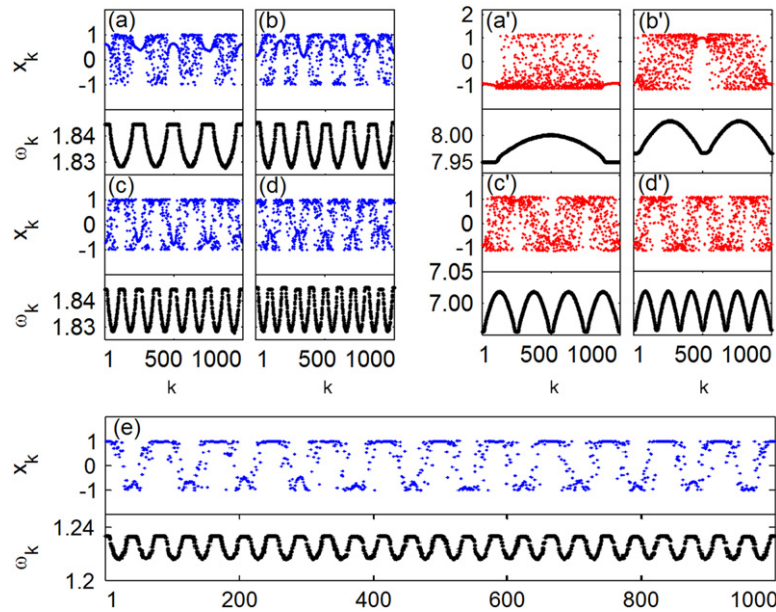 (a) (b) (a') (b')
x_k 1 0 -1
2 1 0 -1
ω_k 1.84 1.83
8.00 7.95
(c) (d) (c') (d')
x_k 1 0 -1
1 0 -1
ω_k 1.84 1.83
7.05 7.00
1 500 1000 1 500 1000 1 500 1000 1 500 1000
k k k k
(e)
x_k 1 0 -1
ω_k 1.24 1.2
1 200 400 600 800 1000